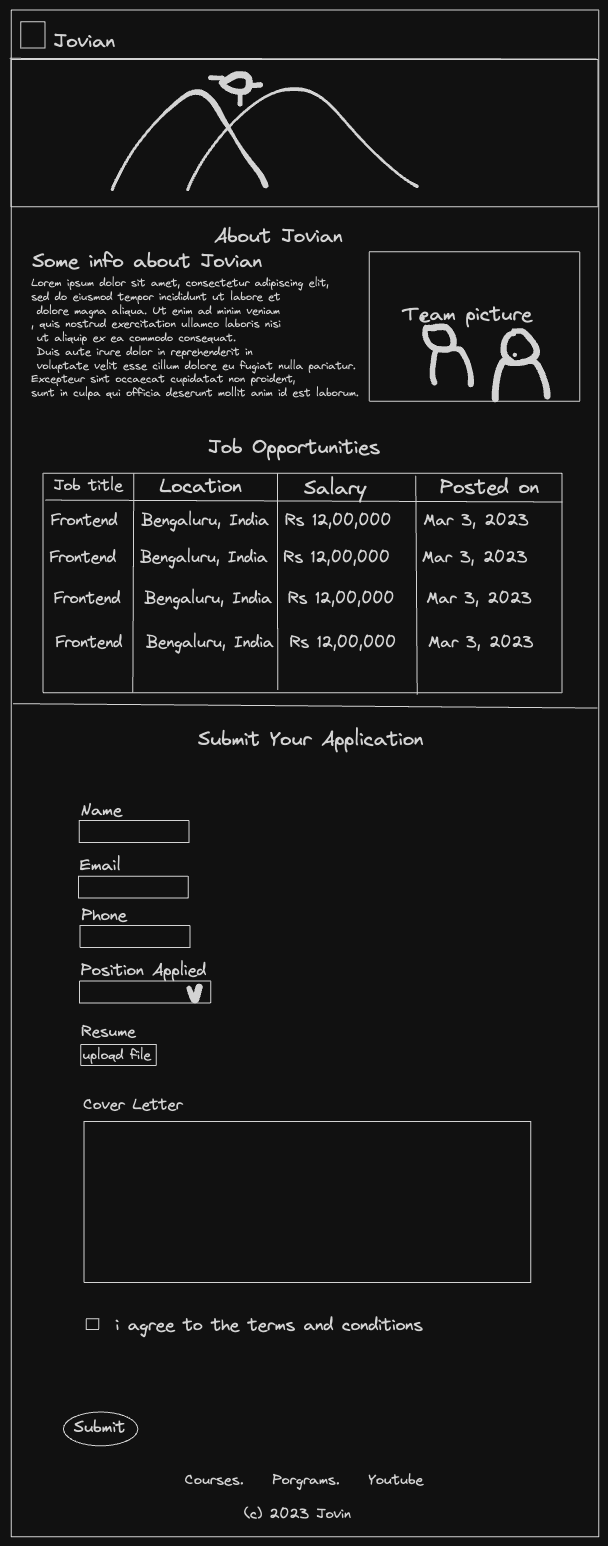 Jovian
About Jovian
Some info about Jovian
Lorem ipsum dolor sit amet, consectetur adipiscing elit,
sed do eiusmod tempor incididunt ut labore et
dolore magna aliqua. Ut enim ad minim veniam
, quis nostrud exercitation ullamco laboris nisi
ut aliquip ex ea commodo consequat.
Duis aute irure dolor in reprehenderit in
voluptate velit esse cillum dolore eu fugiat nulla pariatur.
Excepteur sint occaecat cupidatat non proident,
sunt in culpa qui officia deserunt mollit anim id est laborum.
Team picture
Job Opportunities
Job title Location Salary Posted on
Frontend Bengaluru, India Rs 12,00,000 Mar 3, 2023
Frontend Bengaluru, India Rs 12,00,000 Mar 3, 2023
Frontend Bengaluru, India Rs 12,00,000 Mar 3, 2023
Frontend Bengaluru, India Rs 12,00,000 Mar 3, 2023
Submit Your Application
Name
Email
Phone
Position Applied
Resume
upload file
Cover Letter
i agree to the terms and conditions
Submit
Courses. Porgrams. Youtube
(c) 2023 Jovin